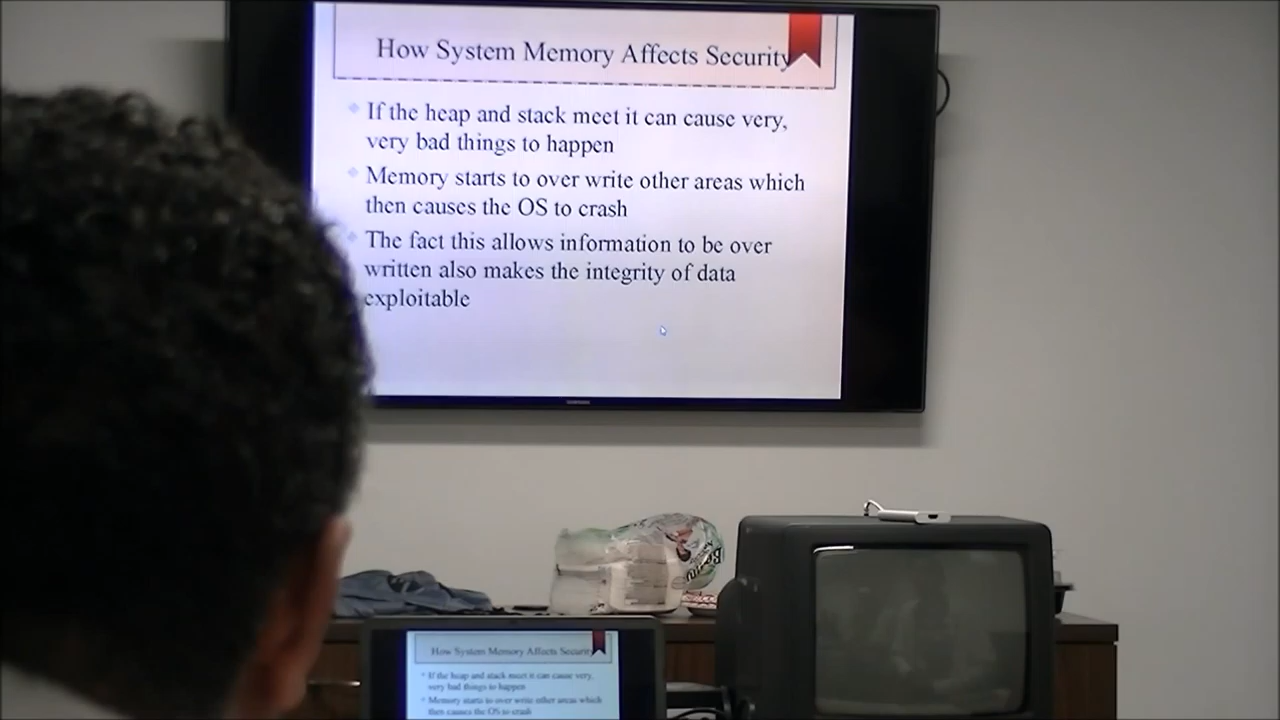 How System Memory Affects Security
If the heap and stack meet it can cause very,
very bad things to happen
Memory starts to over write other areas which
then causes the OS to crash
The fact this allows information to be over
written also makes the integrity of data
exploitable
SAMSUNG
How System Memory Affects Security
If the heap and stack meet it can cause very,
very bad things to happen
Memory starts to over write other areas which
then causes the OS to crash